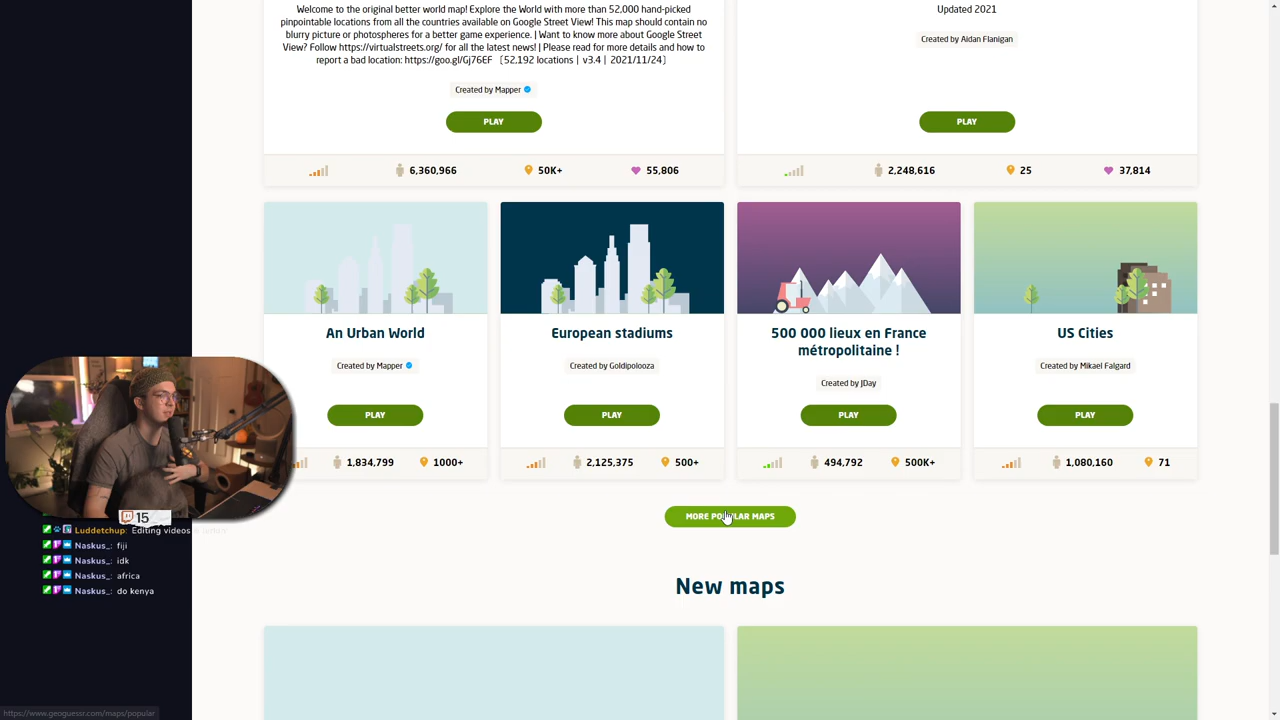 Welcome to the original better world map! Explore the World with more than 52,000 hand-picked
pinpointable locations from all the countries available on Google Street View! This map should contain no
blurry picture or photospheres for a better game experience. | Want to know more about Google Street
View? Follow https://virtualstreets.org/ for all the latest news! | Please read for more details and how to
report a bad location: https://goo.gl/Gj76EF 〔52,192 locations | v3.4 | 2021/11/24〕
Created by Mapper
PLAY
6,360,966
50K+
55,806
Updated 2021
Created by Aidan Flanigan
PLAY
2,248,616
25
37,814
An Urban World
Created by Mapper
PLAY
1,834,799
1000+
European stadiums
Created by Goldipolooza
PLAY
2,125,375
500+
500 000 lieux en France
métropolitaine !
Created by JDay
PLAY
494,792
500K+
US Cities
Created by Mikael Falgard
PLAY
1,080,160
71
MORE POPULAR MAPS
New maps
15
Luddetchup: Editing videos
Naskus_: fiji
Naskus_: idk
Naskus_: africa
Naskus_: do kenya
https://www.geoguessr.com/maps/popular